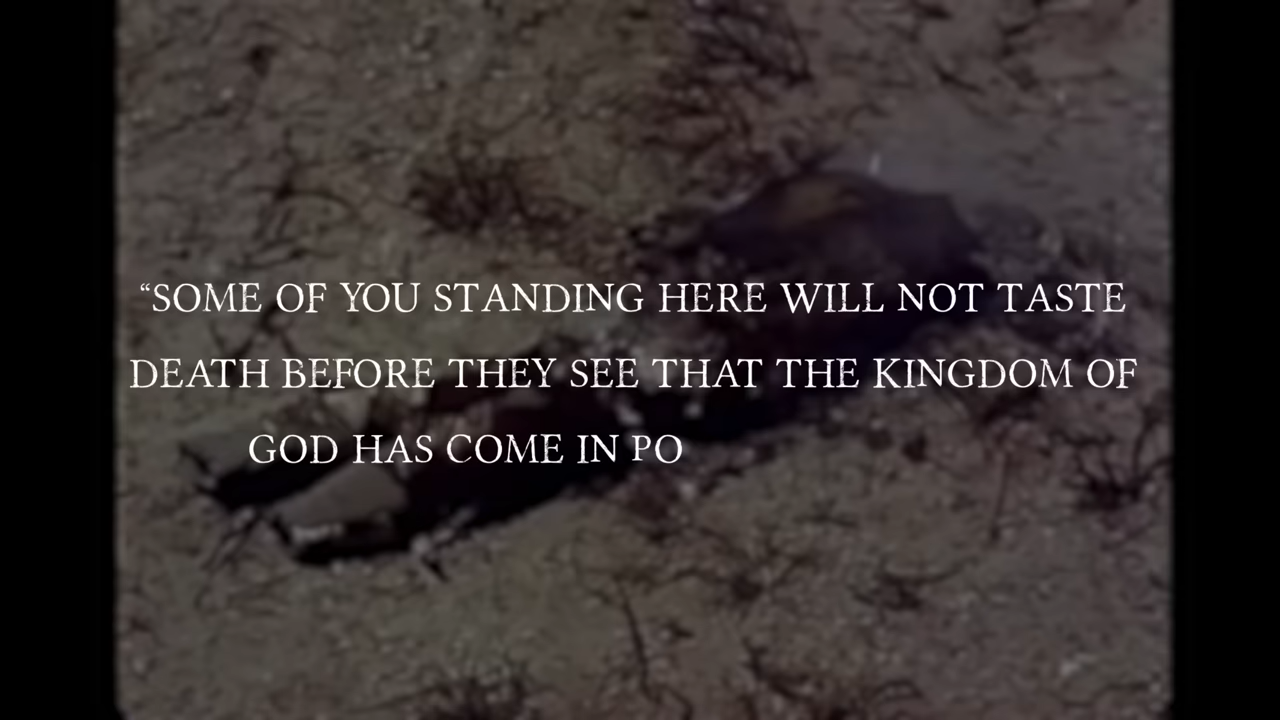 “SOME OF YOU STANDING HERE WILL NOT TASTE
DEATH BEFORE THEY SEE THAT THE KINGDOM OF
GOD HAS COME IN PO